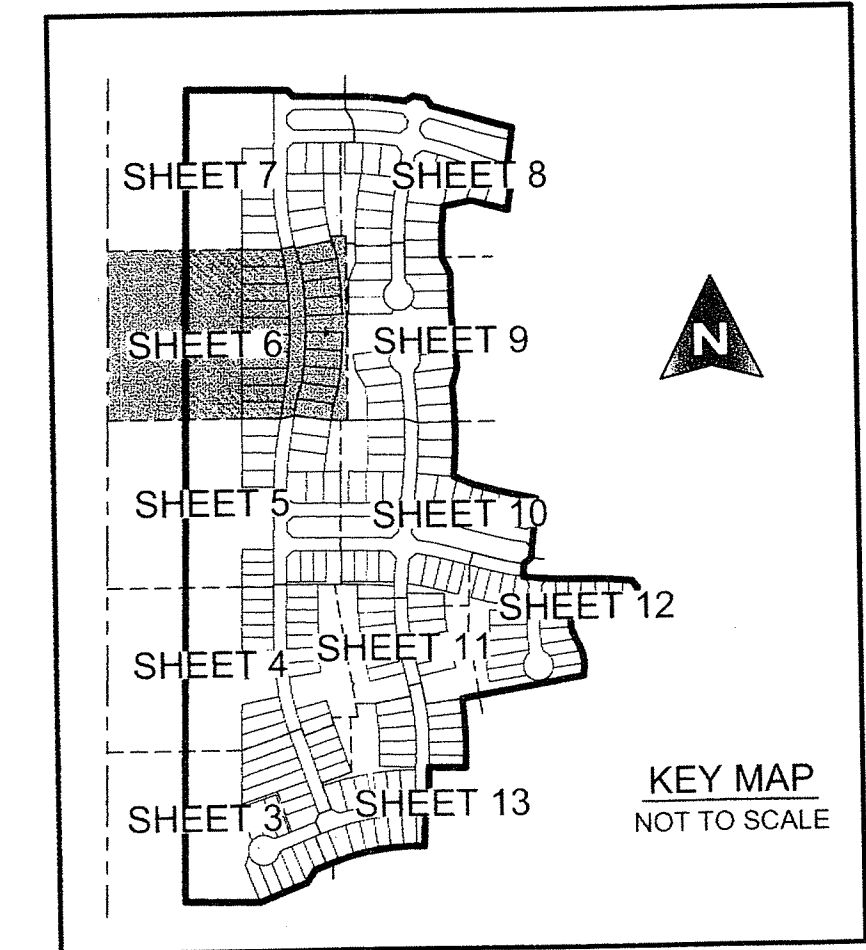 SHEET 7
SHEET 8
N
SHEET 6
SHEET 9
SHEET 5
SHEET 10
SHEET 12
SHEET 11
SHEET 4
KEY MAP
NOT TO SCALE
SHEET 3
SHEET 13